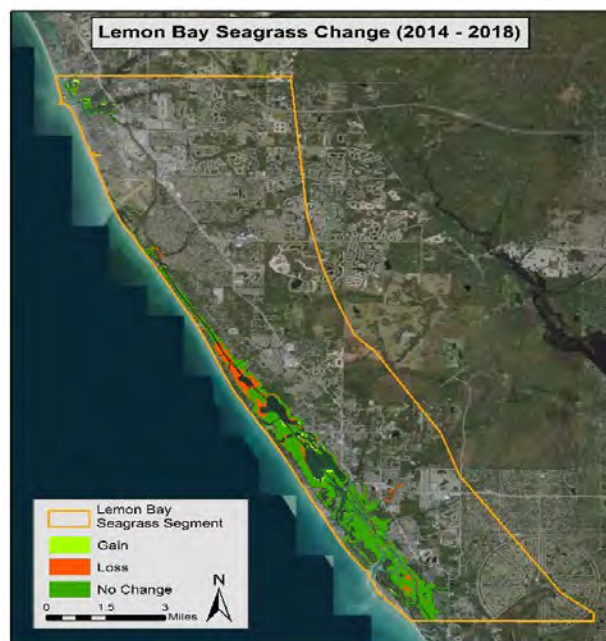 Lemon Bay Seagrass Change (2014 - 2018)
Lemon Bay
Seagrass Segment
Gain
Loss
No Change
N
0 1.5 3
Miles